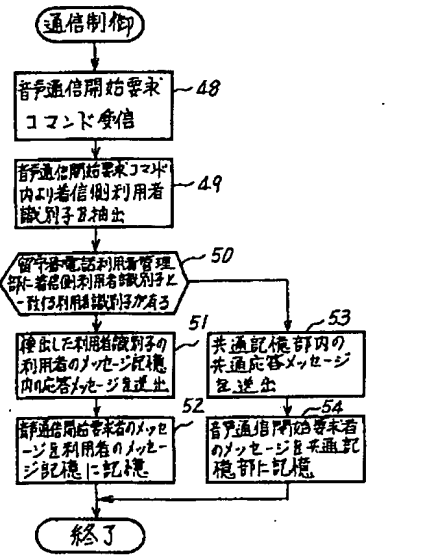 通信制御
音声通信開始要求
コマンド受信
48
音声通信開始要求コマンド
内より着信側利用者
識別子を抽出
49
留守番電話利用者管理
部に着信側利用者識別子と
一致する利用者識別子がある
50
検出した利用者識別子の
利用者のメッセージ記憶
内の応答メッセージを送出
51
共通記憶部内の
共通応答メッセージ
を送出
53
音声通信開始要求者のメッセ
ージを利用者のメッセー
ジ記憶に記憶
52
音声通信開始要求者
のメッセージを共通記
憶部に記憶
54
終了